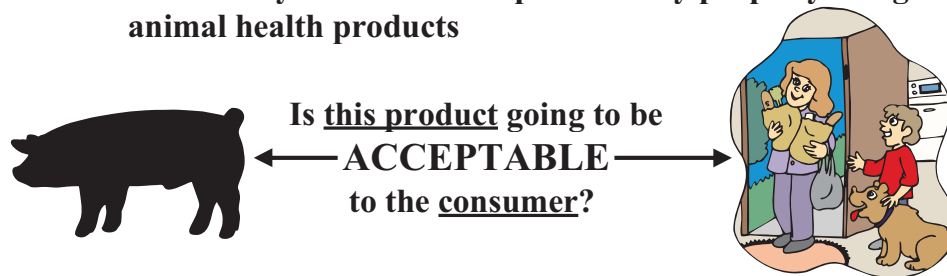 animal health products
Is this product going to be
ACCEPTABLE
to the consumer?